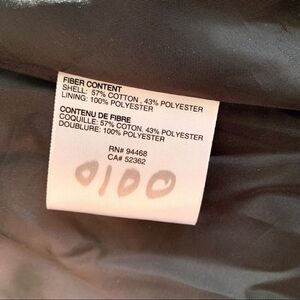 FIBER CONTENT
SHELL: 57% COTTON, 43% POLYESTER
LINING: 100% POLYESTER
CONTENU DE FIBRE
COQUILLE: 57% COTON, 43% POLYESTER
DOUBLURE: 100% POLYESTER
RN# 94468
CA# 52362
0100